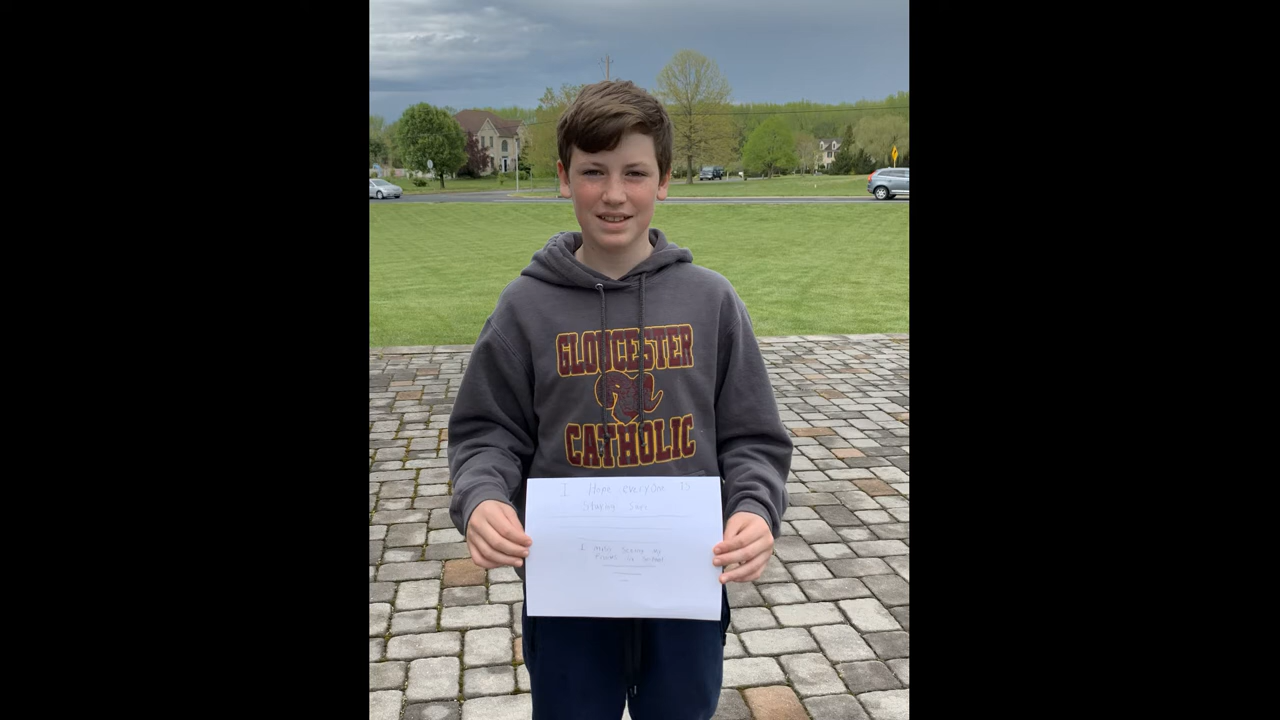 GLOUCESTER
CATHOLIC
I Hope everyone Is
Staying Safe
I Miss Seeing my
Friends in School